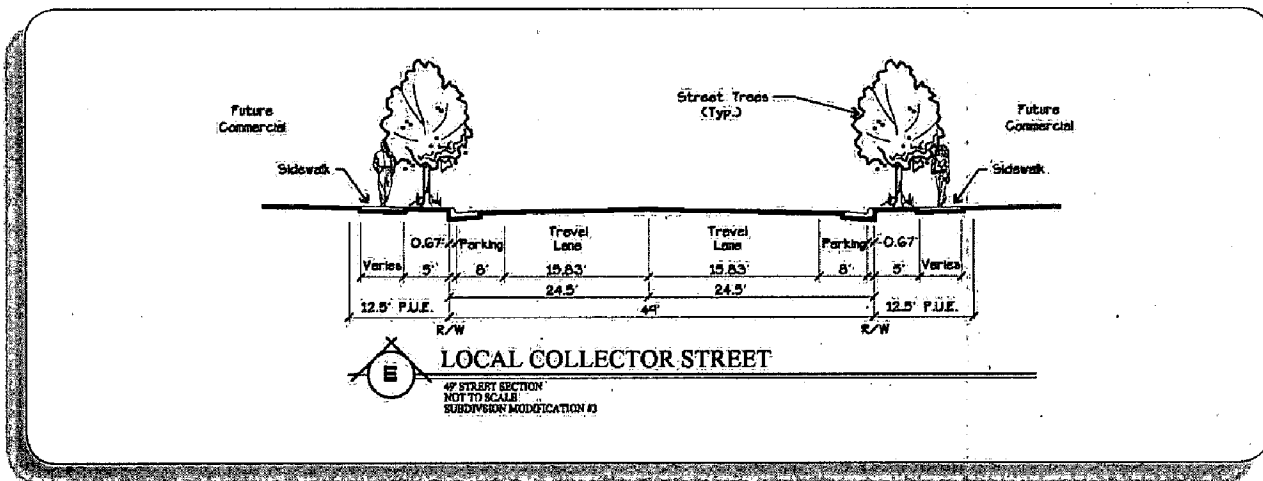 Future
Commercial
Sidewalk
Street Trees
(Typ.)
Future
Commercial
Sidewalk
0.67' Parking Travel Lane Travel Lane Parking 0.67'
Varies 5' 8' 15.83' 15.83' 8' 5' Varies
24.5' 24.5'
12.5' P.U.E. 49' 12.5' P.U.E.
R/W R/W
E LOCAL COLLECTOR STREET
49' STREET SECTION
NOT TO SCALE
SUBDIVISION MODIFICATION #3